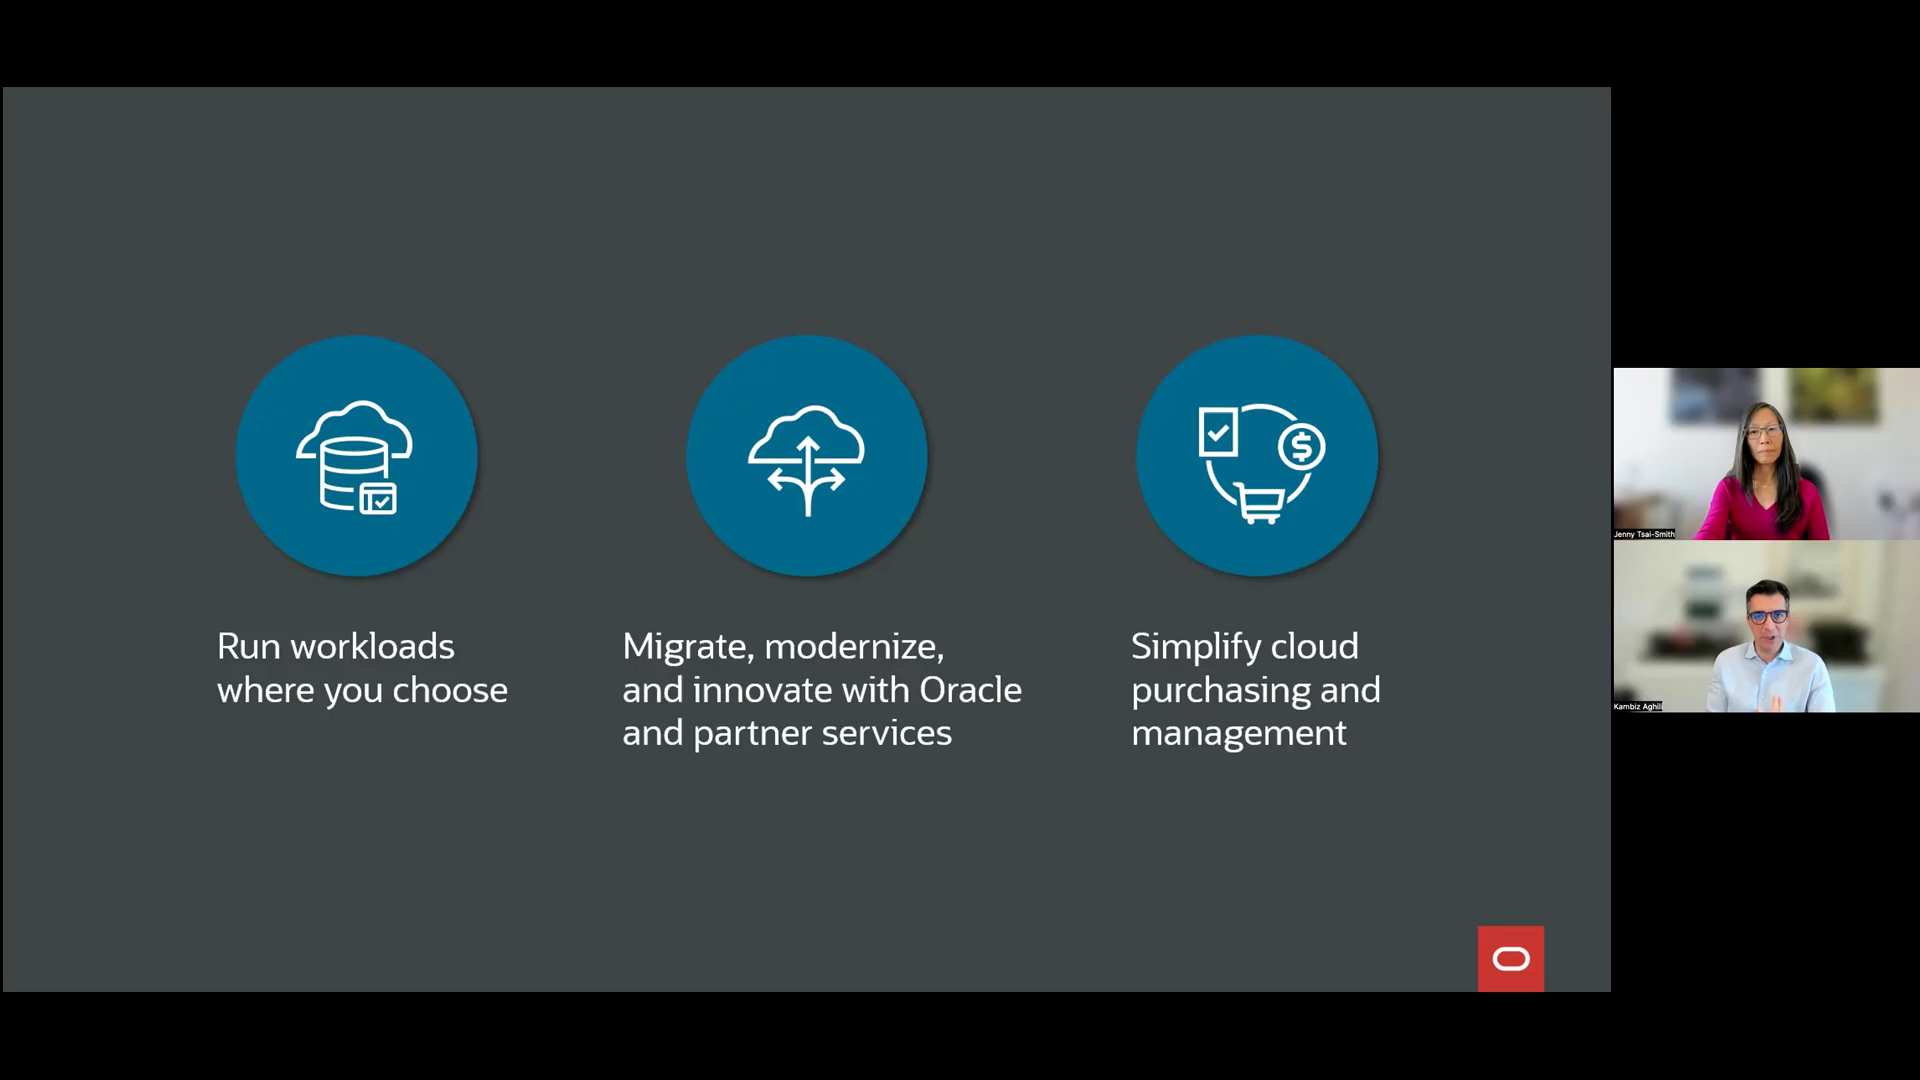 Run workloads
where you choose
Migrate, modernize,
and innovate with Oracle
and partner services
Simplify cloud
purchasing and
management
Jenny Tsai-Smith
Kambiz Aghili